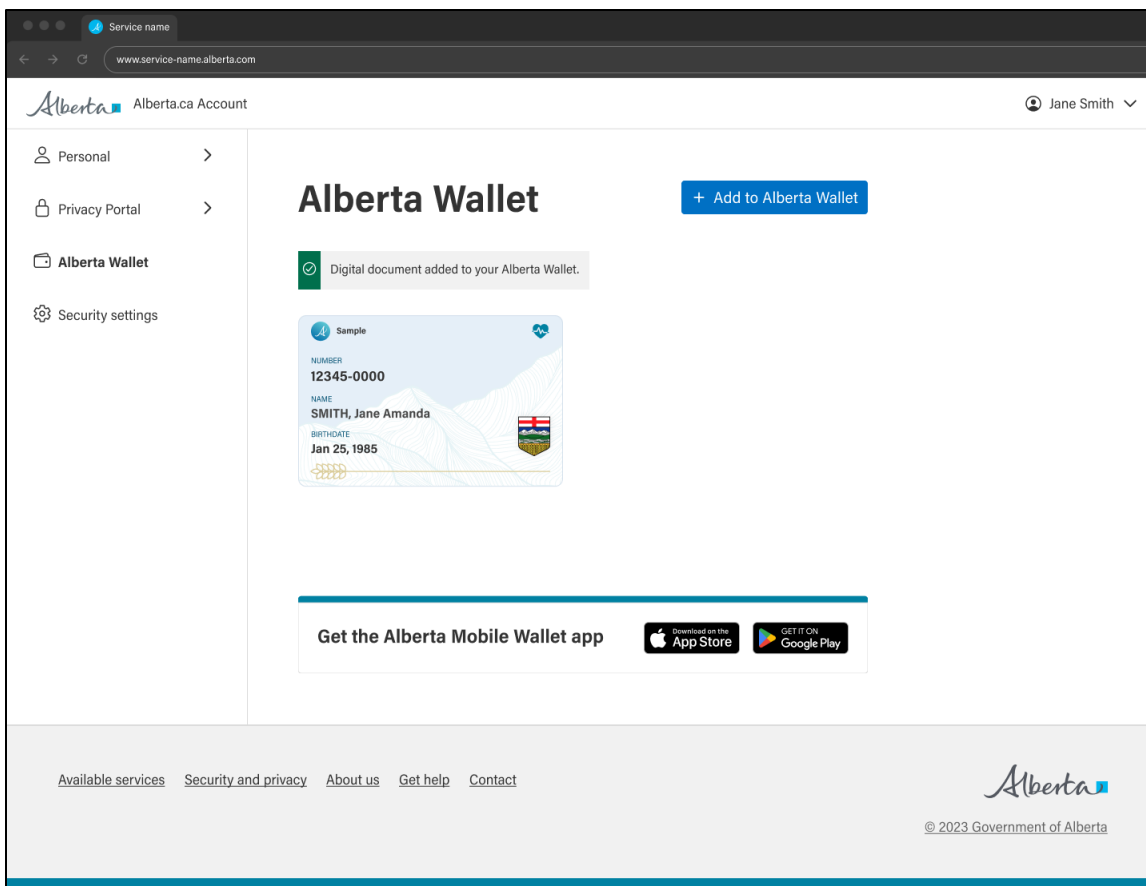 Service name
www.service-name.alberta.com
Alberta Alberta.ca Account
Jane Smith
Personal
Privacy Portal
Alberta Wallet
Security settings
Alberta Wallet
+ Add to Alberta Wallet
Digital document added to your Alberta Wallet.
Sample
NUMBER
12345-0000
NAME
SMITH, Jane Amanda
BIRTHDATE
Jan 25, 1985
Get the Alberta Mobile Wallet app
Download on the
App Store
GET IT ON
Google Play
Available services Security and privacy About us Get help Contact
Alberta
© 2023 Government of Alberta